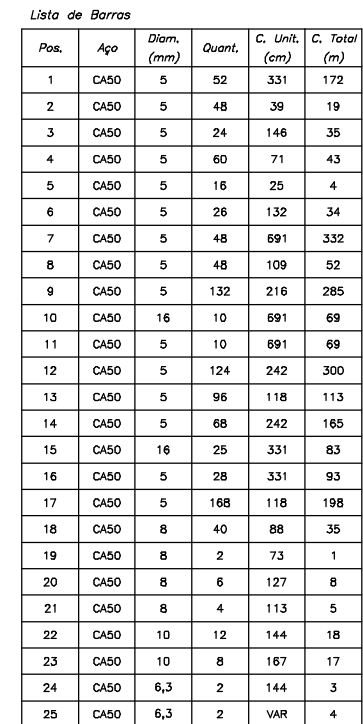 Lista de Barras
Pos. Aço Diam. (mm) Quant. C. Unit. (cm) C. Total (m)
1 CA50 5 52 331 172
2 CA50 5 48 39 19
3 CA50 5 24 146 35
4 CA50 5 60 71 43
5 CA50 5 16 25 4
6 CA50 5 26 132 34
7 CA50 5 48 691 332
8 CA50 5 48 109 52
9 CA50 5 132 216 285
10 CA50 16 10 691 69
11 CA50 5 10 691 69
12 CA50 5 124 242 300
13 CA50 5 96 118 113
14 CA50 5 68 242 165
15 CA50 16 25 331 83
16 CA50 5 28 331 93
17 CA50 5 168 118 198
18 CA50 8 40 88 35
19 CA50 8 2 73 1
20 CA50 8 6 127 8
21 CA50 8 4 113 5
22 CA50 10 12 144 18
23 CA50 10 8 167 17
24 CA50 6,3 2 144 3
25 CA50 6,3 2 VAR 4